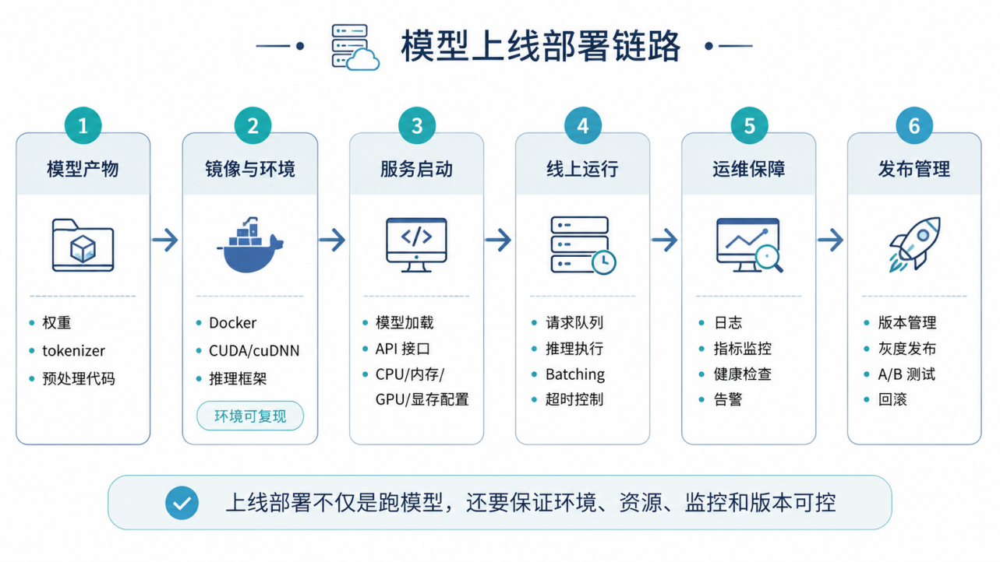 模型上线部署链路
1
模型产物
权重
tokenizer
预处理代码
2
镜像与环境
Docker
CUDA/cuDNN
推理框架
环境可复现
3
服务启动
</>
模型加载
API 接口
CPU/内存/
GPU/显存配置
4
线上运行
请求队列
推理执行
Batching
超时控制
5
运维保障
日志
指标监控
健康检查
告警
6
发布管理
版本管理
灰度发布
A/B 测试
回滚
上线部署不仅是跑模型，还要保证环境、资源、监控和版本可控